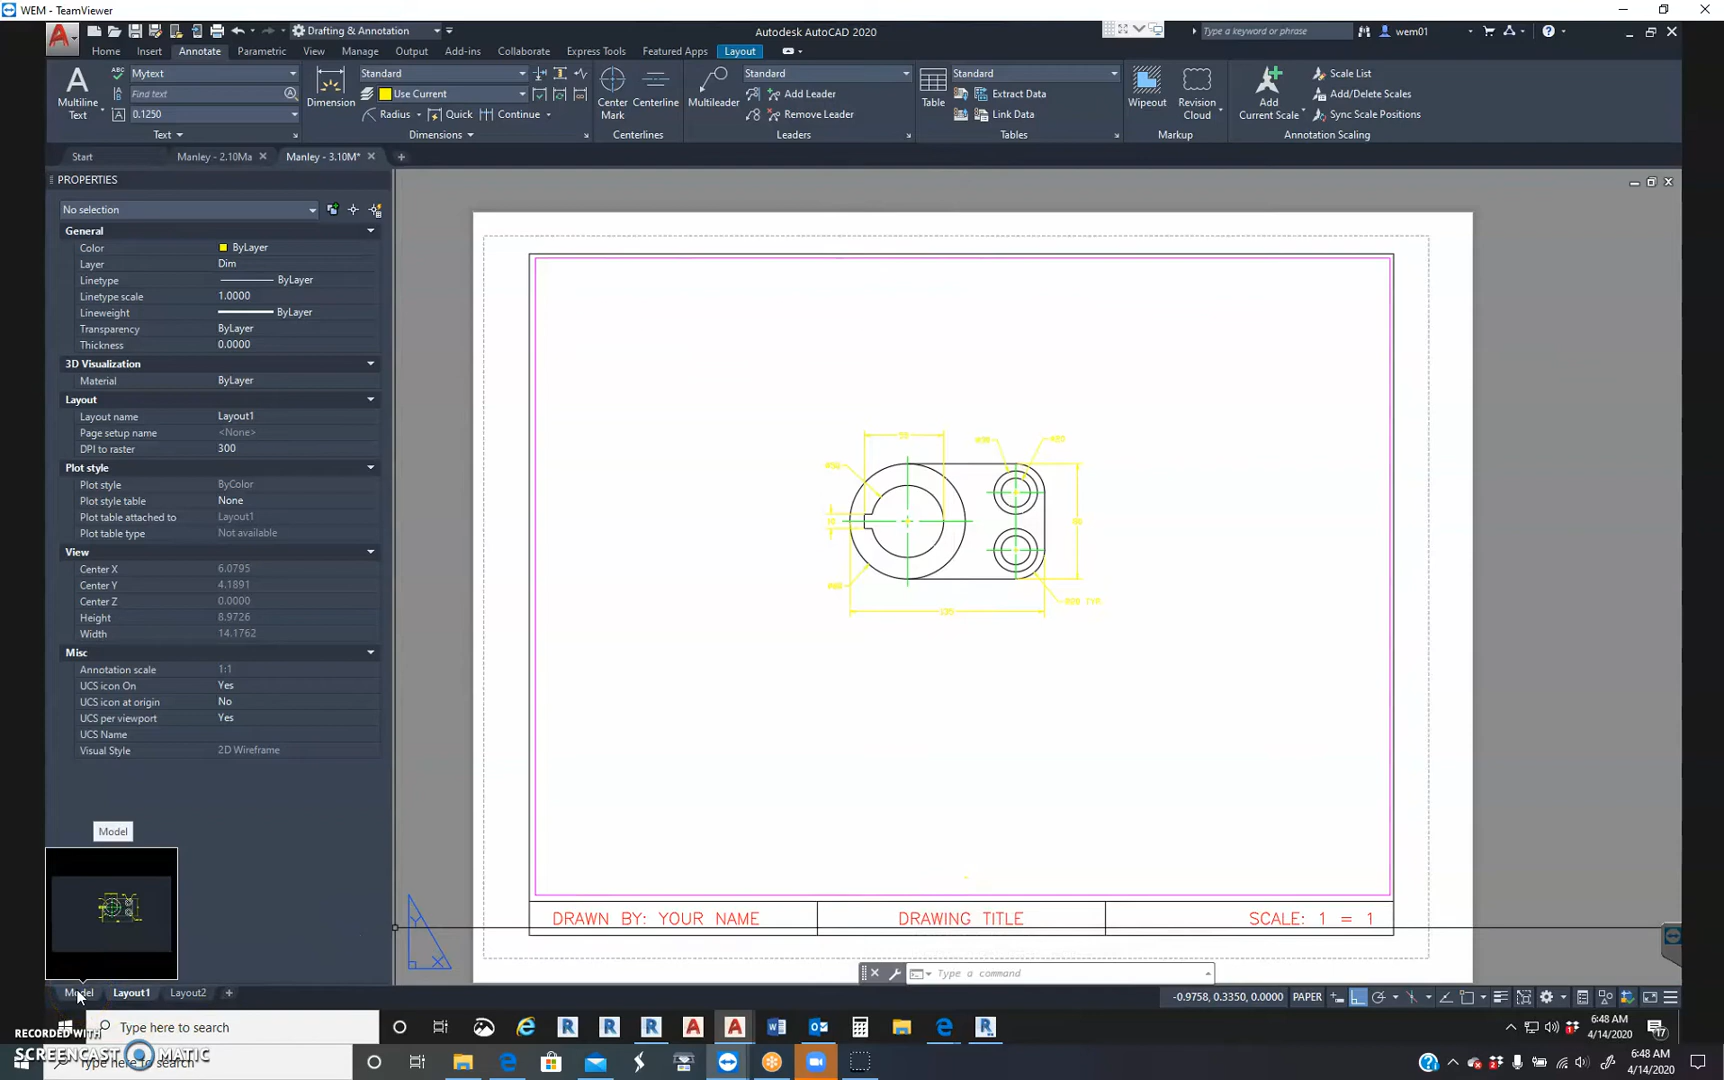 WEM - TeamViewer
Drafting & Annotation
Autodesk AutoCAD 2020
Type a keyword or phrase
wem01
Home Insert Annotate Parametric View Manage Output Add-ins Collaborate Express Tools Featured Apps Layout
Multiline Text
Mytext
Find text
0.1250
Text
Dimension
Standard
Use Current
Radius Quick Continue
Dimensions
Center Mark
Centerline
Centerlines
Multileader
Standard
Add Leader
Remove Leader
Leaders
Table
Standard
Extract Data
Link Data
Tables
Wipeout
Revision Cloud
Markup
Add Current Scale
Scale List
Add/Delete Scales
Sync Scale Positions
Annotation Scaling
Start Manley - 2.10Ma Manley - 3.10M*
PROPERTIES
No selection
General
Color ByLayer
Layer Dim
Linetype ByLayer
Linetype scale 1.0000
Lineweight ByLayer
Transparency ByLayer
Thickness 0.0000
3D Visualization
Material ByLayer
Layout
Layout name Layout1
Page setup name <None>
DPI to raster 300
Plot style
Plot style ByColor
Plot style table None
Plot table attached to Layout1
Plot table type Not available
View
Center X 6.0795
Center Y 4.1891
Center Z 0.0000
Height 8.9726
Width 14.1762
Misc
Annotation scale 1:1
UCS icon On Yes
UCS icon at origin No
UCS per viewport Yes
UCS Name
Visual Style 2D Wireframe
Model
DRAWN BY: YOUR NAME DRAWING TITLE SCALE: 1 = 1
Type a command
Model Layout1 Layout2
-0.9758, 0.3350, 0.0000 PAPER
Type here to search
6:48 AM
4/14/2020
RECORDED WITH
SCREENCAST MATIC
Type here to search
6:48 AM
4/14/2020